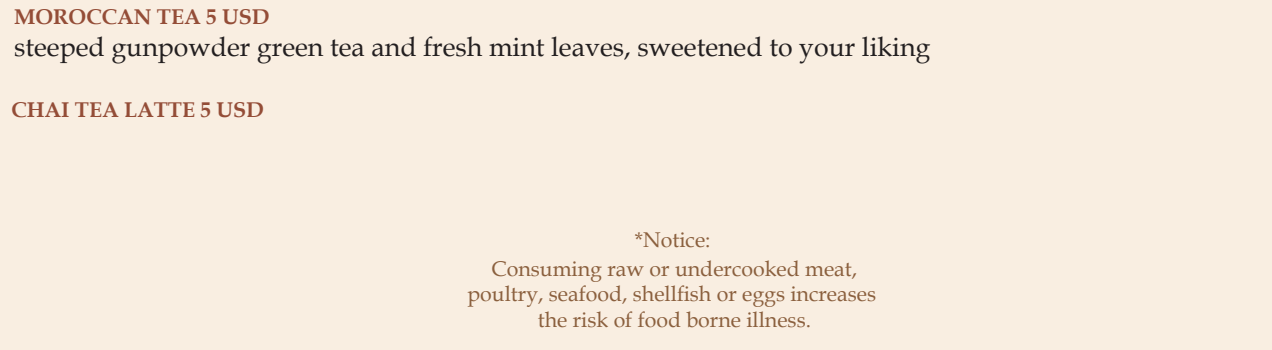 MOROCCAN TEA 5 USD
steeped gunpowder green tea and fresh mint leaves, sweetened to your liking
CHAI TEA LATTE 5 USD
*Notice:
Consuming raw or undercooked meat,
poultry, seafood, shellfish or eggs increases
the risk of food borne illness.